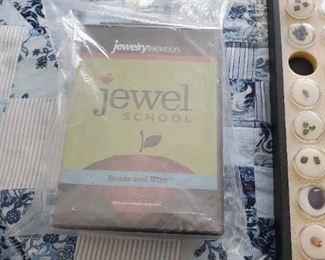 jewelrytelevision
jewel
SCHOOL
Beads and Wire